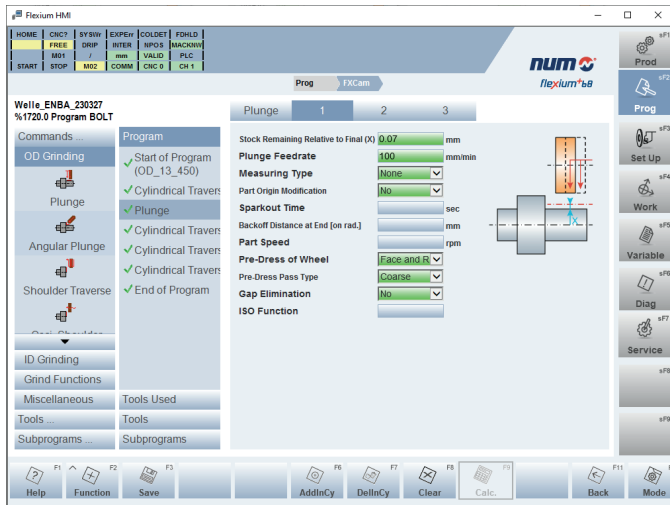 Flexium HMI
HOME CNC? SYSWr EXPEsr COLDET FDHLD
FREE DRIP INTER NPOS MACKNW
M01 / mm VALID PLC
START STOP M02 COMM CNC 0 CH 1
num
flexium+68
Prog FXCam
Welle_ENBA_230327
%1720.0 Program BOLT
Commands ...
OD Grinding
Plunge
Angular Plunge
Shoulder Traverse
ID Grinding
Grind Functions
Miscellaneous
Tools ...
Subprograms ...
Program
Start of Program
(OD_13_450)
Cylindrical Travers
Plunge
Cylindrical Travers
Cylindrical Travers
Cylindrical Travers
End of Program
Tools Used
Tools
Subprograms
Plunge 1 2 3
Stock Remaining Relative to Final (X) 0.07 mm
Plunge Feedrate 100 mm/min
Measuring Type None
Part Origin Modification No
Sparkout Time sec
Backoff Distance at End [on rad.] mm
Part Speed rpm
Pre-Dress of Wheel Face and R
Pre-Dress Pass Type Coarse
Gap Elimination No
ISO Function
X
sF1
Prod
sF2
Prog
sF3
Set Up
sF4
Work
sF5
Variable
sF6
Diag
sF7
Service
sF8
sF9
F1 Help
F2 Function
F3 Save
F6 AddInCy
F7 DelInCy
F8 Clear
F9 Calc.
F11 Back
Mode